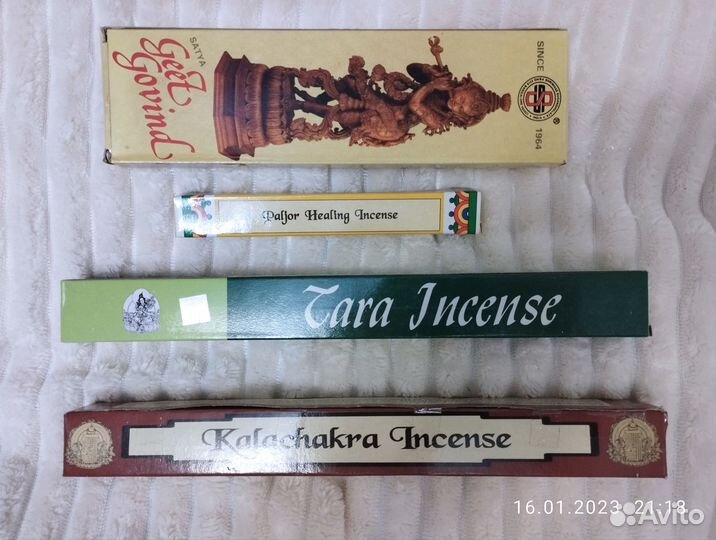 SATYA
Geet
Govind
SINCE
1964
Paljor Healing Incense
Tara Incense
Kalachakra Incense
16.01.2023 21:18
Avito